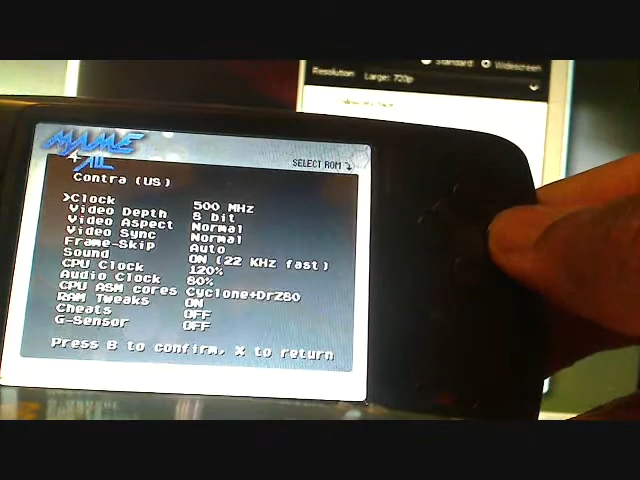 Standard Widescreen
Resolution Large: 720p
MAME
ALL
SELECT ROM
Contra (US)
>Clock 500 MHz
Video Depth 8 bit
Video Aspect Normal
Video Sync Normal
Frame-Skip Auto
Sound ON (22 KHz fast)
CPU Clock 120%
Audio Clock 80%
CPU ASM cores Cyclone+DrZ80
RAM Tweaks ON
Cheats OFF
G-Sensor OFF
Press B to confirm, X to return